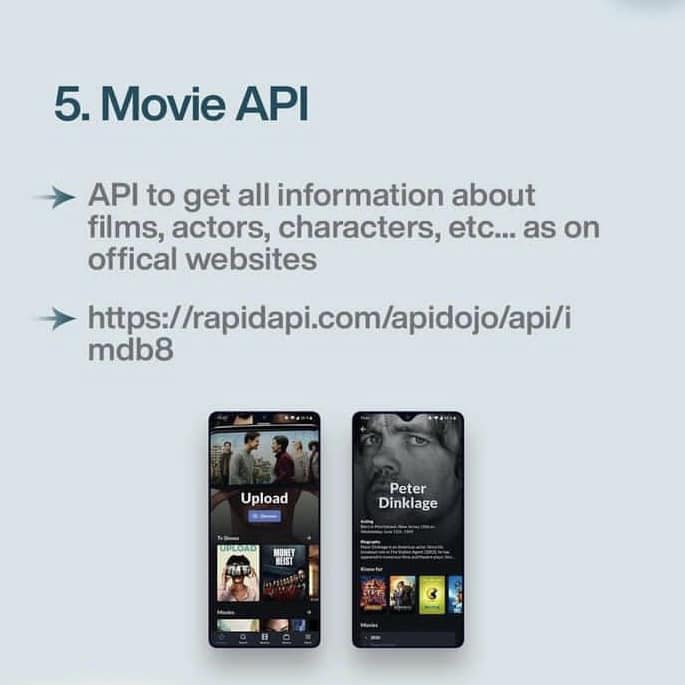 5. Movie API
API to get all information about
films, actors, characters, etc... as on
offical websites
https://rapidapi.com/apidojo/api/i
mdb8
Upload
Tv Shows
UPLOAD
MONEY
HEIST
Movies
Peter
Dinklage
Acting
Biography
Know for
Movies